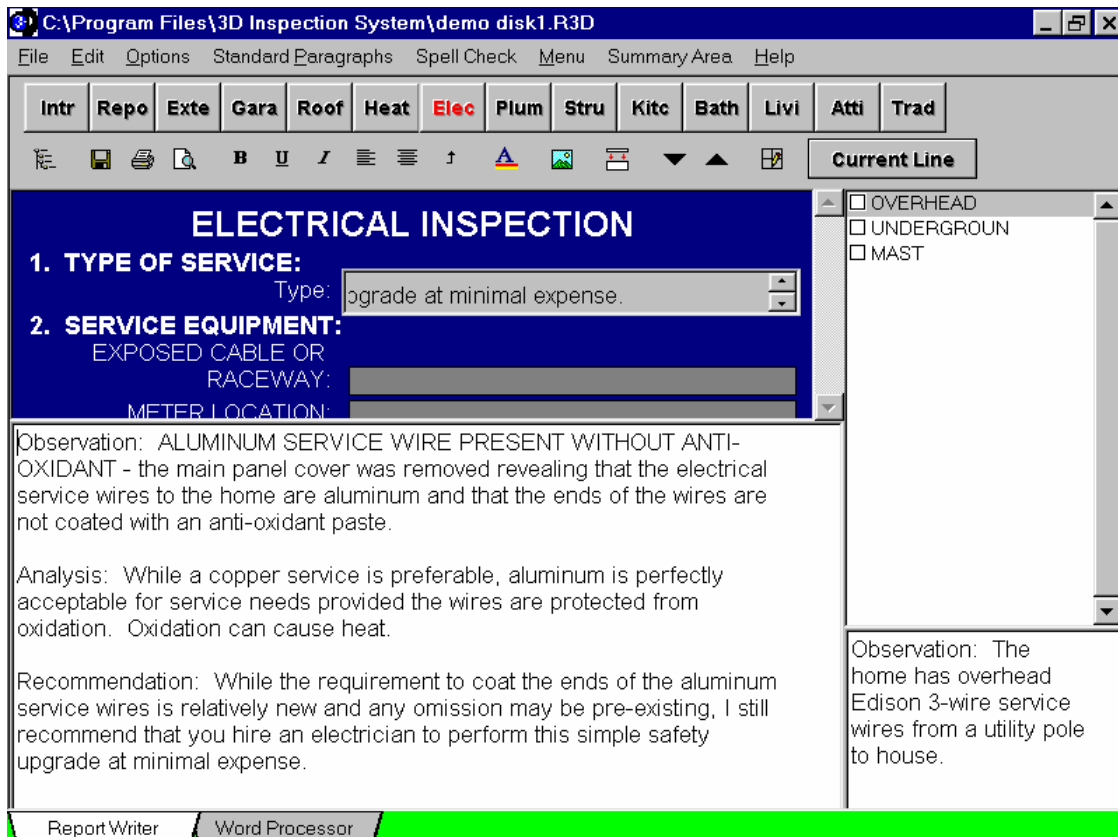 C:\Program Files\3D Inspection System\demo disk1.R3D
File Edit Options Standard Paragraphs Spell Check Menu Summary Area Help
Intr Repo Exte Gara Roof Heat Elec Plum Stru Kitc Bath Livi Atti Trad
B U I A Current Line
ELECTRICAL INSPECTION
1. TYPE OF SERVICE:
Type: pgrade at minimal expense.
2. SERVICE EQUIPMENT:
EXPOSED CABLE OR
RACEWAY:
METER LOCATION:
OVERHEAD
UNDERGROUN
MAST
Observation: ALUMINUM SERVICE WIRE PRESENT WITHOUT ANTI-
OXIDANT - the main panel cover was removed revealing that the electrical
service wires to the home are aluminum and that the ends of the wires are
not coated with an anti-oxidant paste.
Analysis: While a copper service is preferable, aluminum is perfectly
acceptable for service needs provided the wires are protected from
oxidation. Oxidation can cause heat.
Recommendation: While the requirement to coat the ends of the aluminum
service wires is relatively new and any omission may be pre-existing, I still
recommend that you hire an electrician to perform this simple safety
upgrade at minimal expense.
Observation: The
home has overhead
Edison 3-wire service
wires from a utility pole
to house.
Report Writer Word Processor